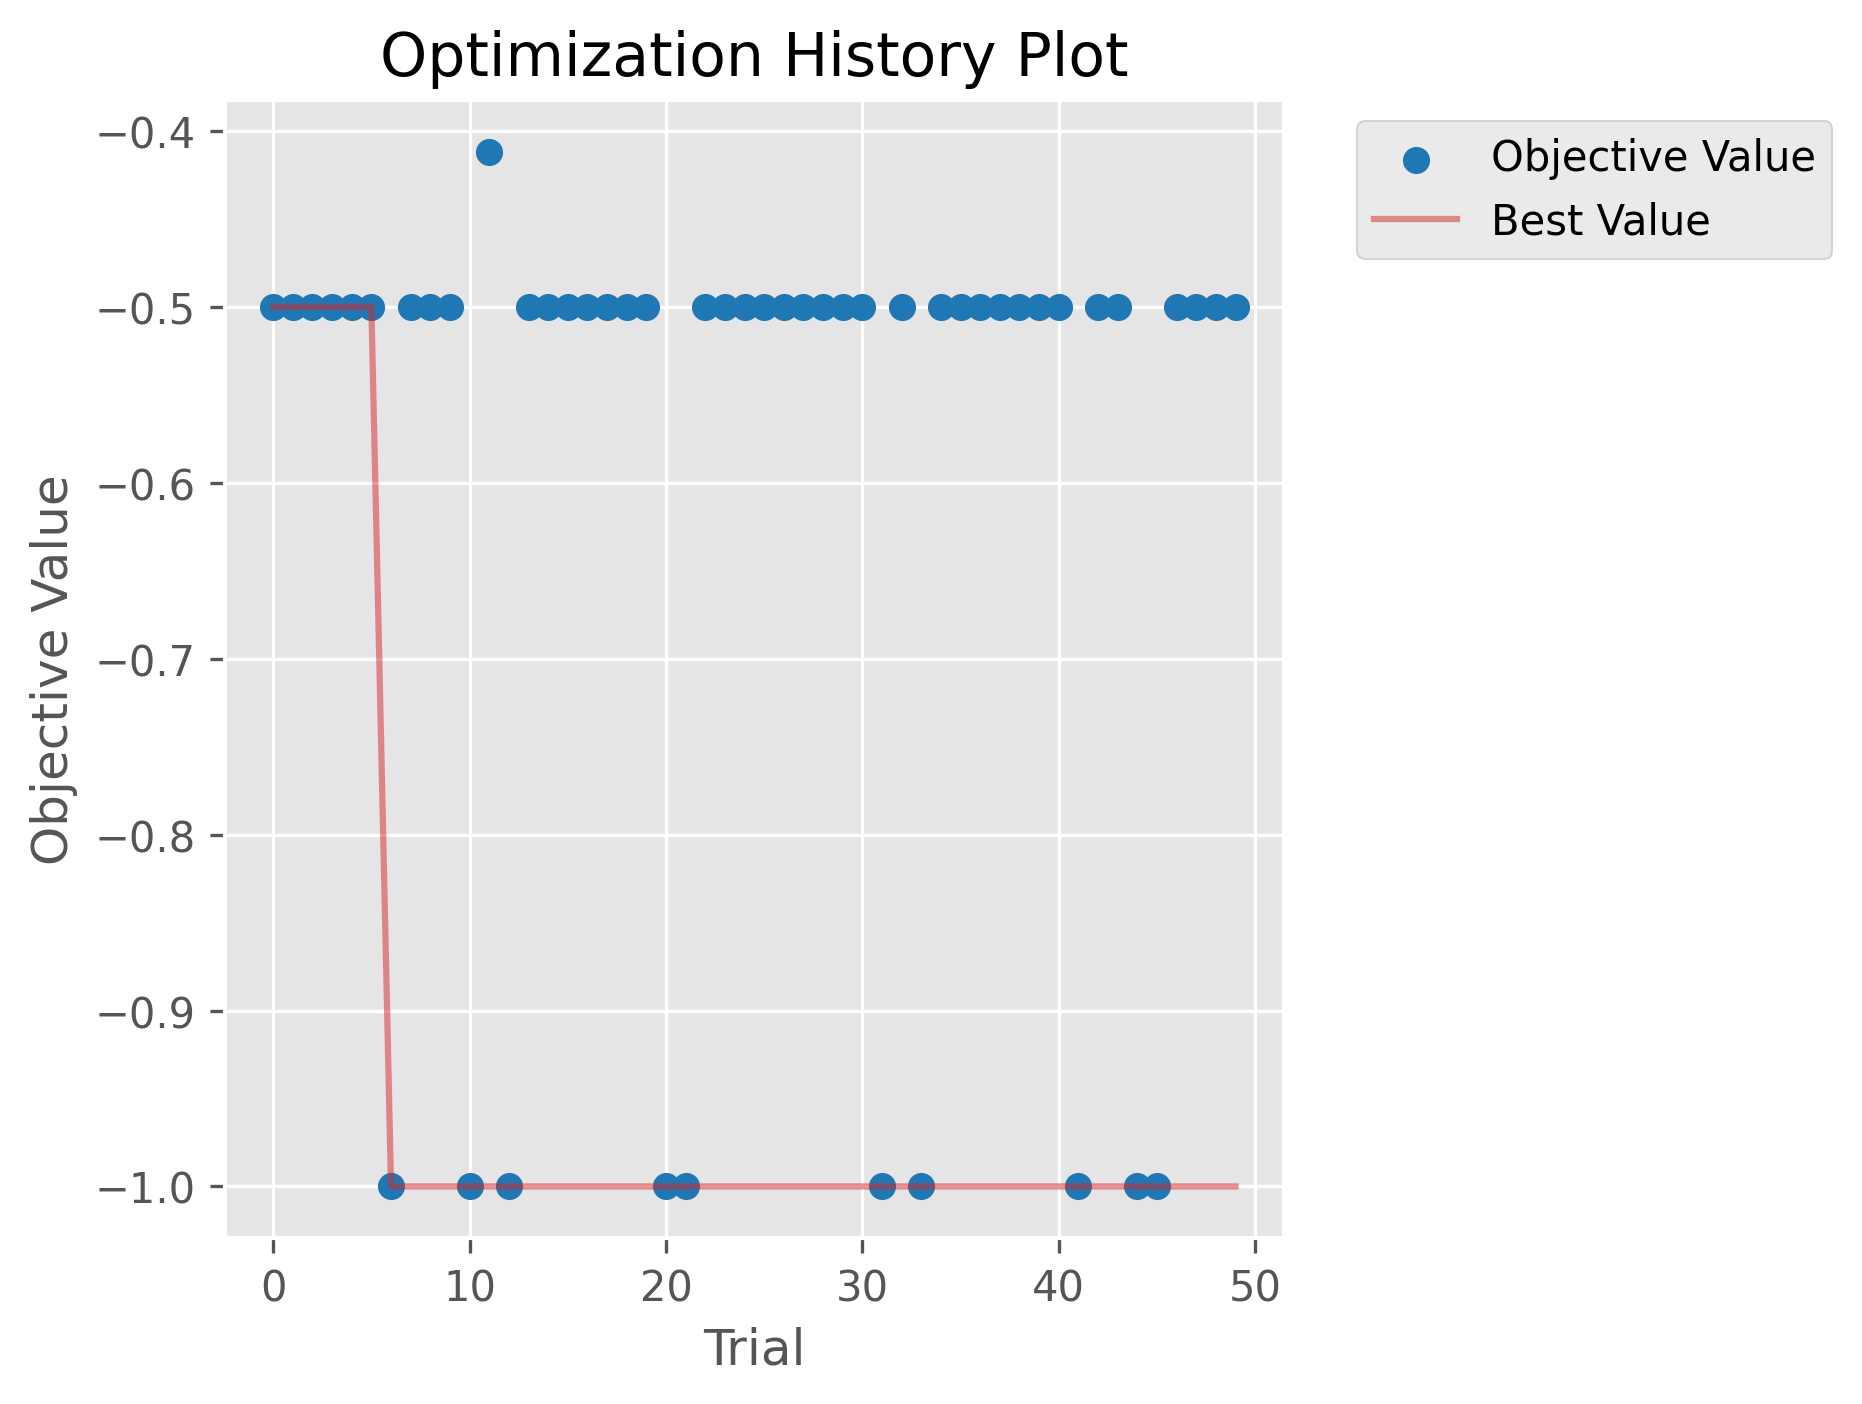 Optimization History Plot
Objective Value
Best Value
−0.4
−0.5
−0.6
−0.7
−0.8
−0.9
−1.0
Objective Value
0 10 20 30 40 50
Trial